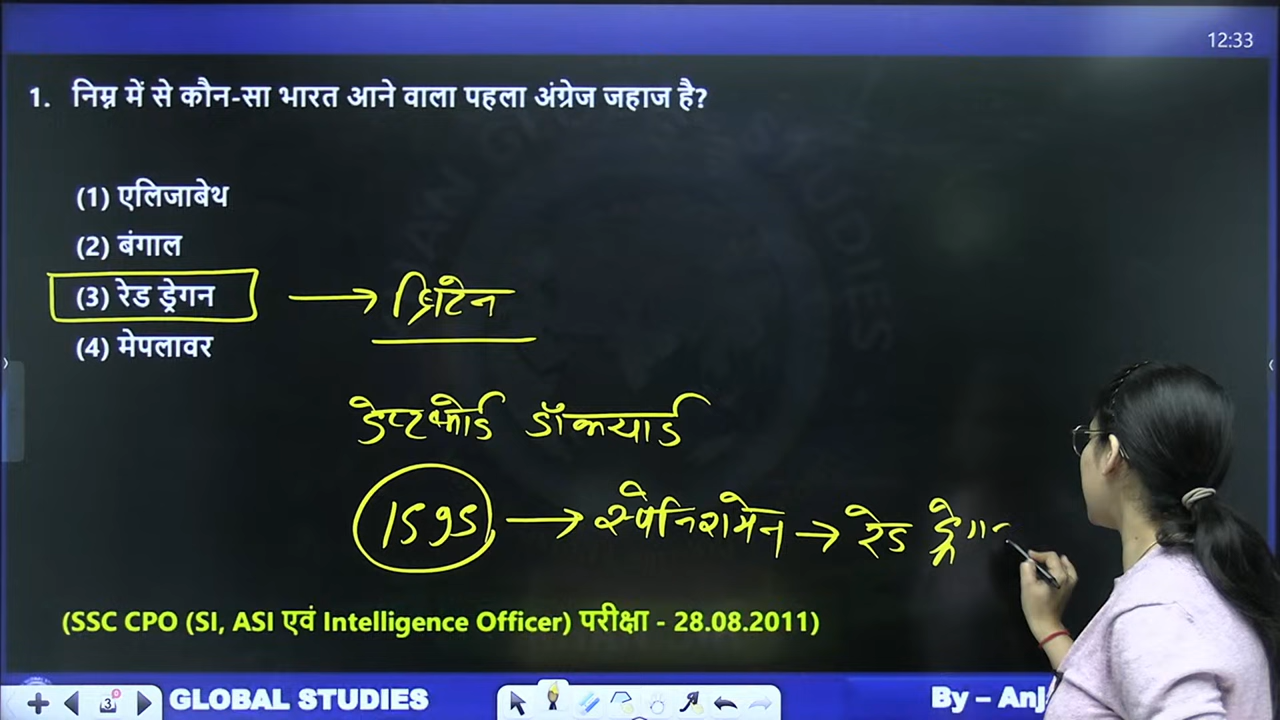 12:33
1. निम्न में से कौन-सा भारत आने वाला पहला अंग्रेज जहाज है?
(1) एलिजाबेथ
(2) बंगाल
(3) रेड ड्रेगन → ब्रिटेन
(4) मेपलावर
डेप्टफोर्ड डॉकयार्ड
1595 → स्पेनिशमेन → रेड ड्रेगन
(SSC CPO (SI, ASI एवं Intelligence Officer) परीक्षा - 28.08.2011)
3 GLOBAL STUDIES By – Anj